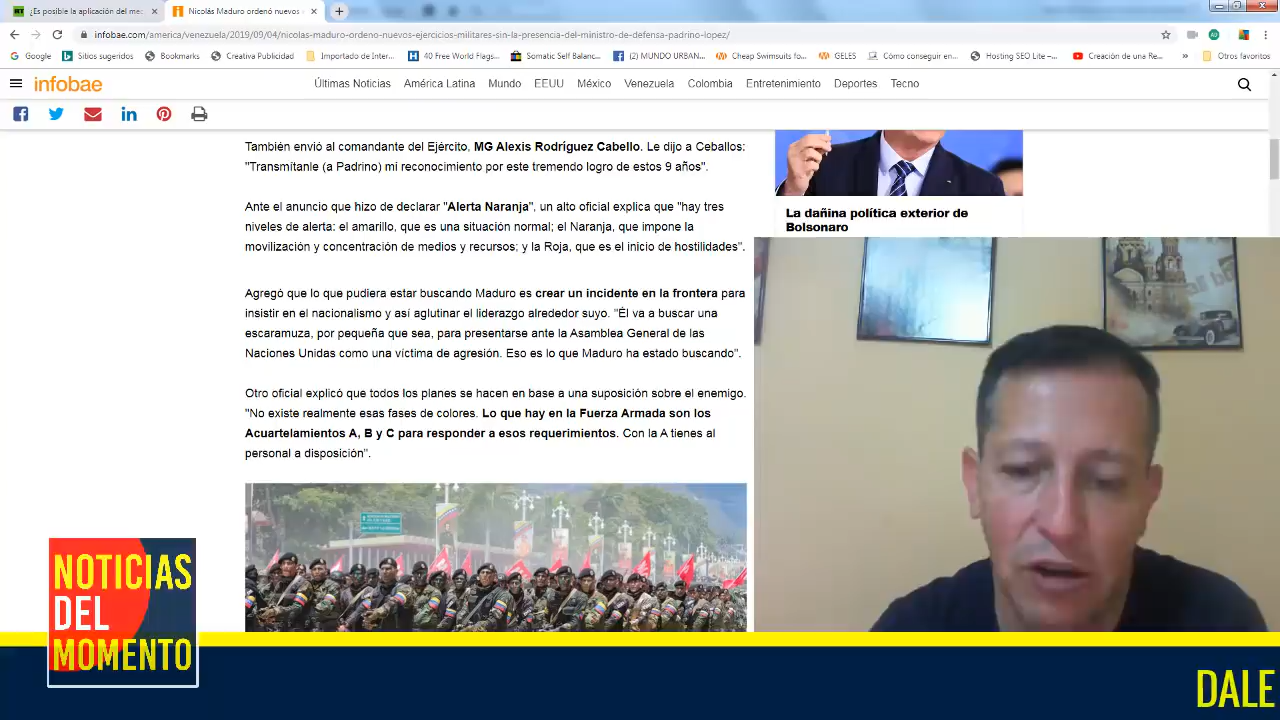 ¿Es posible la aplicación del me
Nicolás Maduro ordenó nuevos
infobae.com/america/venezuela/2019/09/04/nicolas-maduro-ordeno-nuevos-ejercicios-militares-sin-la-presencia-del-ministro-de-defensa-padrino-lopez/
Google
Sitios sugeridos
Bookmarks
Creativa Publicidad
Importado de Inter...
40 Free World Flags...
Somatic Self Balanc...
(2) MUNDO URBAN...
Cheap Swimsuits fo...
GELES
Cómo conseguir en...
Hosting SEO Lite –...
Creación de una Re...
»
Otros favoritos
infobae
Últimas Noticias América Latina Mundo EEUU México Venezuela Colombia Entretenimiento Deportes Tecno
También envió al comandante del Ejército, MG Alexis Rodríguez Cabello. Le dijo a Ceballos:
"Transmítanle (a Padrino) mi reconocimiento por este tremendo logro de estos 9 años".
Ante el anuncio que hizo de declarar "Alerta Naranja", un alto oficial explica que "hay tres
niveles de alerta: el amarillo, que es una situación normal; el Naranja, que impone la
movilización y concentración de medios y recursos; y la Roja, que es el inicio de hostilidades".
Agregó que lo que pudiera estar buscando Maduro es crear un incidente en la frontera para
insistir en el nacionalismo y así aglutinar el liderazgo alrededor suyo. "Él va a buscar una
escaramuza, por pequeña que sea, para presentarse ante la Asamblea General de las
Naciones Unidas como una víctima de agresión. Eso es lo que Maduro ha estado buscando".
Otro oficial explicó que todos los planes se hacen en base a una suposición sobre el enemigo.
"No existe realmente esas fases de colores. Lo que hay en la Fuerza Armada son los
Acuartelamientos A, B y C para responder a esos requerimientos. Con la A tienes al
personal a disposición".
La dañina política exterior de
Bolsonaro
NOTICIAS
DEL
MOMENTO
DALE